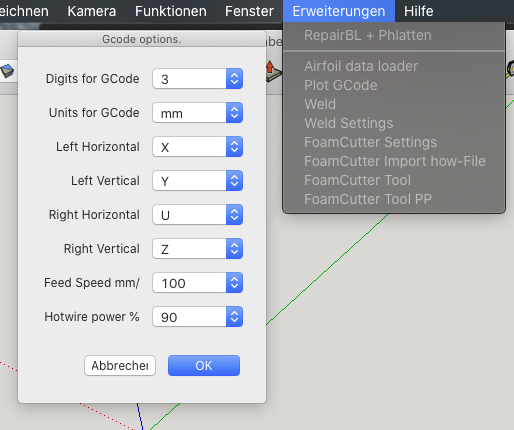 eichnen Kamera Funktionen Fenster Erweiterungen Hilfe
Gcode options.
Digits for GCode 3
Units for GCode mm
Left Horizontal X
Left Vertical Y
Right Horizontal U
Right Vertical Z
Feed Speed mm/ 100
Hotwire power % 90
Abbrecher OK
RepairBL + Phlatten
Airfoil data loader
Plot GCode
Weld
Weld Settings
FoamCutter Settings
FoamCutter Import how-File
FoamCutter Tool
FoamCutter Tool PP